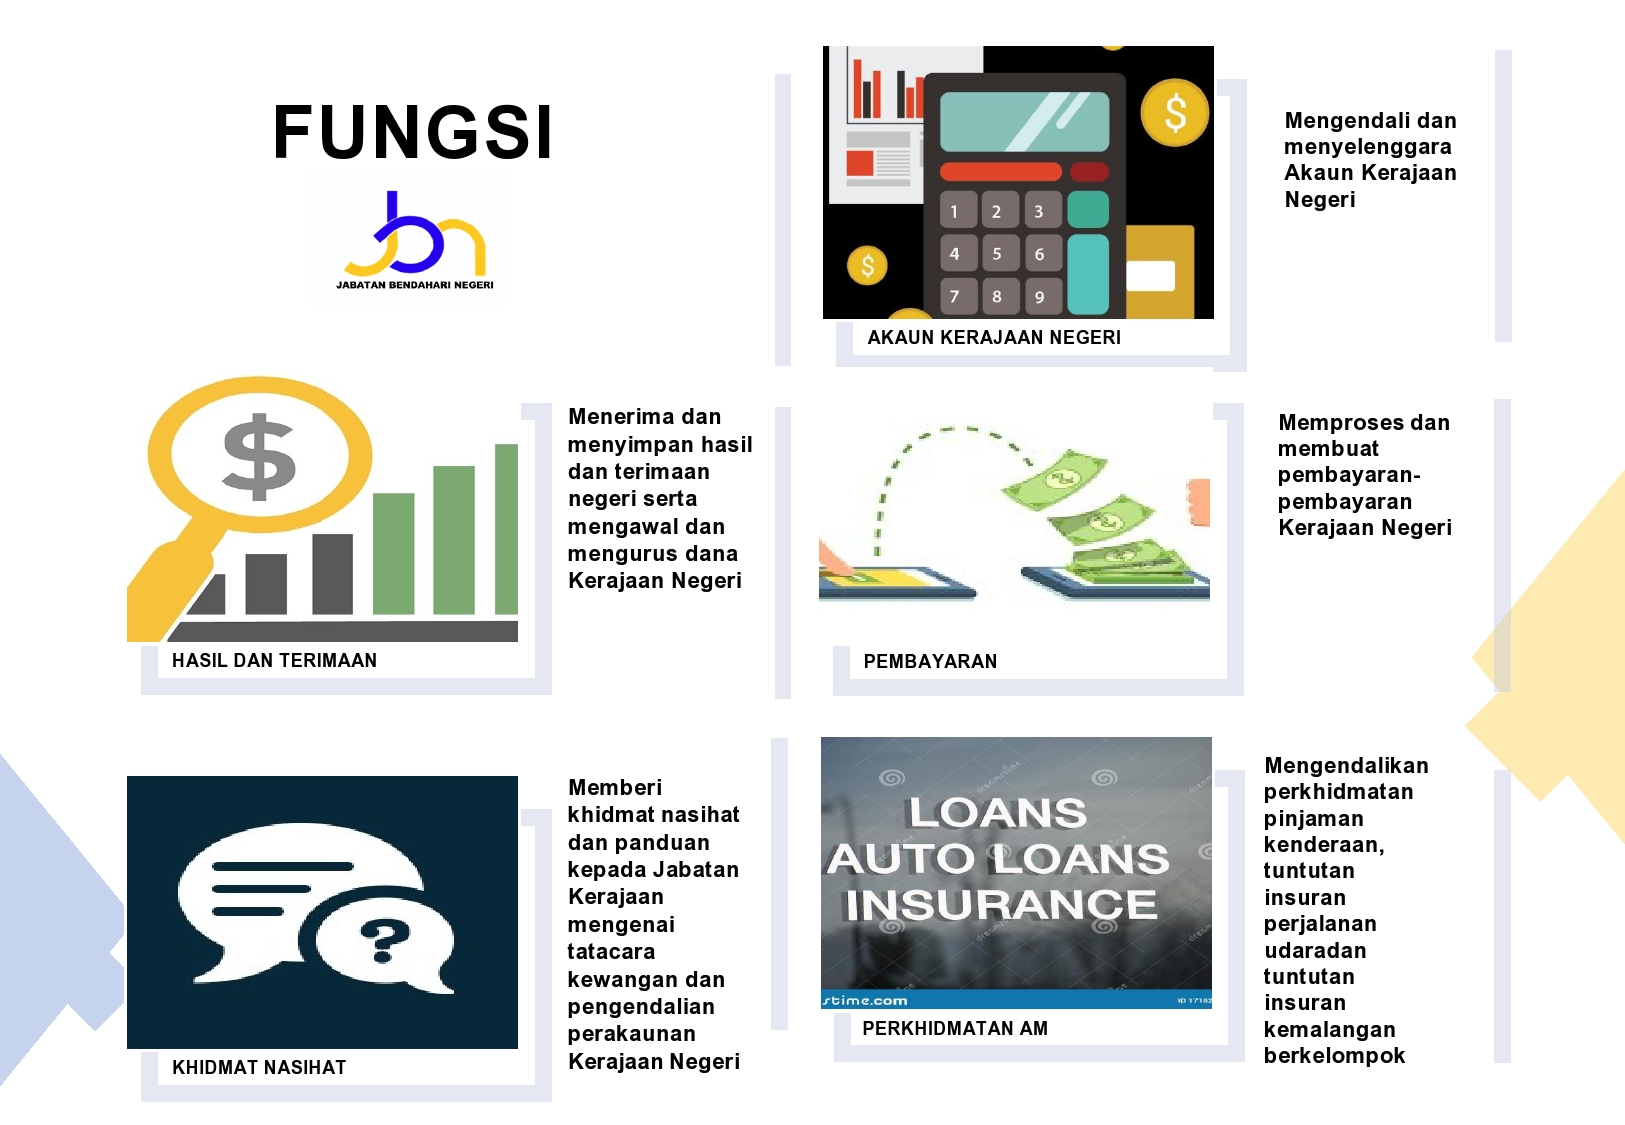 FUNGSI
JABATAN BENDAHARI NEGERI
1 2 3
4 5 6
7 8 9
$
$
AKAUN KERAJAAN NEGERI
Mengendali dan
menyelenggara
Akaun Kerajaan
Negeri
$
HASIL DAN TERIMAAN
Menerima dan
menyimpan hasil
dan terimaan
negeri serta
mengawal dan
mengurus dana
Kerajaan Negeri
PEMBAYARAN
Memproses dan
membuat
pembayaran-
pembayaran
Kerajaan Negeri
?
KHIDMAT NASIHAT
Memberi
khidmat nasihat
dan panduan
kepada Jabatan
Kerajaan
mengenai
tatacara
kewangan dan
pengendalian
perakaunan
Kerajaan Negeri
LOANS
AUTO LOANS
INSURANCE
stime.com
ID 17182
PERKHIDMATAN AM
Mengendalikan
perkhidmatan
pinjaman
kenderaan,
tuntutan
insuran
perjalanan
udaradan
tuntutan
insuran
kemalangan
berkelompok